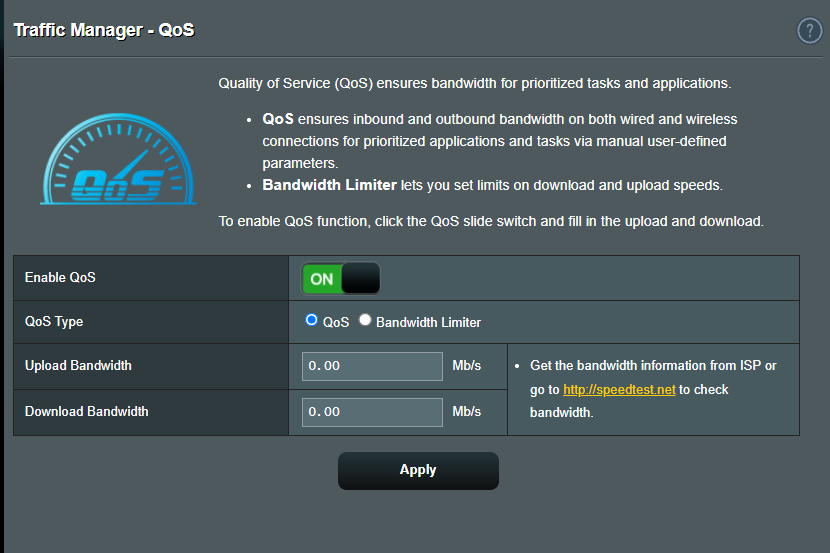 Traffic Manager - QoS
?
Quality of Service (QoS) ensures bandwidth for prioritized tasks and applications.
QoS
• QoS ensures inbound and outbound bandwidth on both wired and wireless
connections for prioritized applications and tasks via manual user-defined
parameters.
• Bandwidth Limiter lets you set limits on download and upload speeds.
To enable QoS function, click the QoS slide switch and fill in the upload and download.
Enable QoS
ON
QoS Type
QoS Bandwidth Limiter
Upload Bandwidth
0.00 Mb/s
Download Bandwidth
0.00 Mb/s
• Get the bandwidth information from ISP or
go to http://speedtest.net to check
bandwidth.
Apply